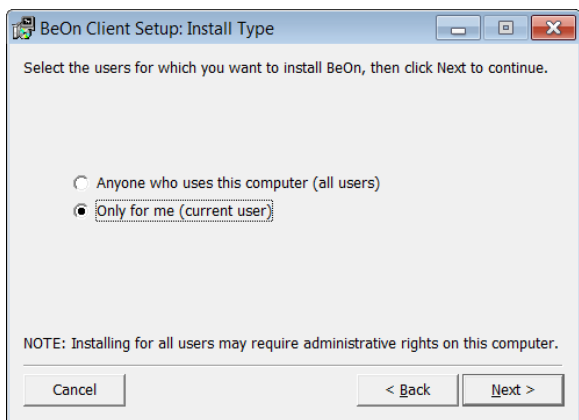 BeOn Client Setup: Install Type
Select the users for which you want to install BeOn, then click Next to continue.
Anyone who uses this computer (all users)
Only for me (current user)
NOTE: Installing for all users may require administrative rights on this computer.
Cancel
< Back
Next >